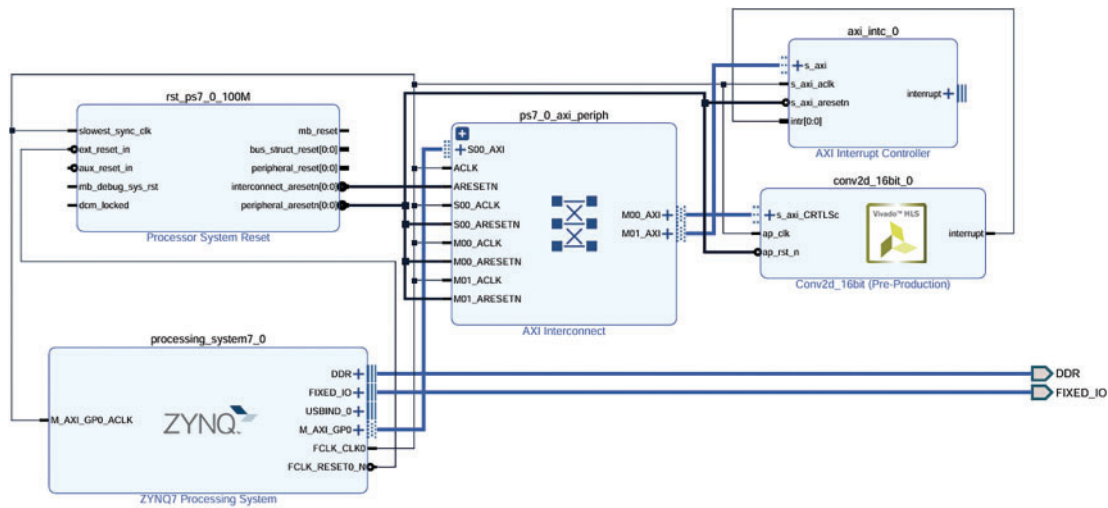 axi_intc_0
s_axi
s_axi_aclk
s_axi_aresetn
intr[0:0]
interrupt
AXI Interrupt Controller
rst_ps7_0_100M
slowest_sync_clk
ext_reset_in
aux_reset_in
mb_debug_sys_rst
dcm_locked
mb_reset
bus_struct_reset[0:0]
peripheral_reset[0:0]
interconnect_aresetn[0:0]
peripheral_aresetn[0:0]
Processor System Reset
ps7_0_axi_periph
S00_AXI
ACLK
ARESETN
S00_ACLK
S00_ARESETN
M00_ACLK
M00_ARESETN
M01_ACLK
M01_ARESETN
M00_AXI
M01_AXI
AXI Interconnect
conv2d_16bit_0
s_axi_CRTLSc
ap_clk
ap_rst_n
Vivado™ HLS
interrupt
Conv2d_16bit (Pre-Production)
processing_system7_0
M_AXI_GP0_ACLK
ZYNQ
DDR
FIXED_IO
USBIND_0
M_AXI_GP0
FCLK_CLK0
FCLK_RESET0_N
ZYNQ7 Processing System
DDR
FIXED_IO